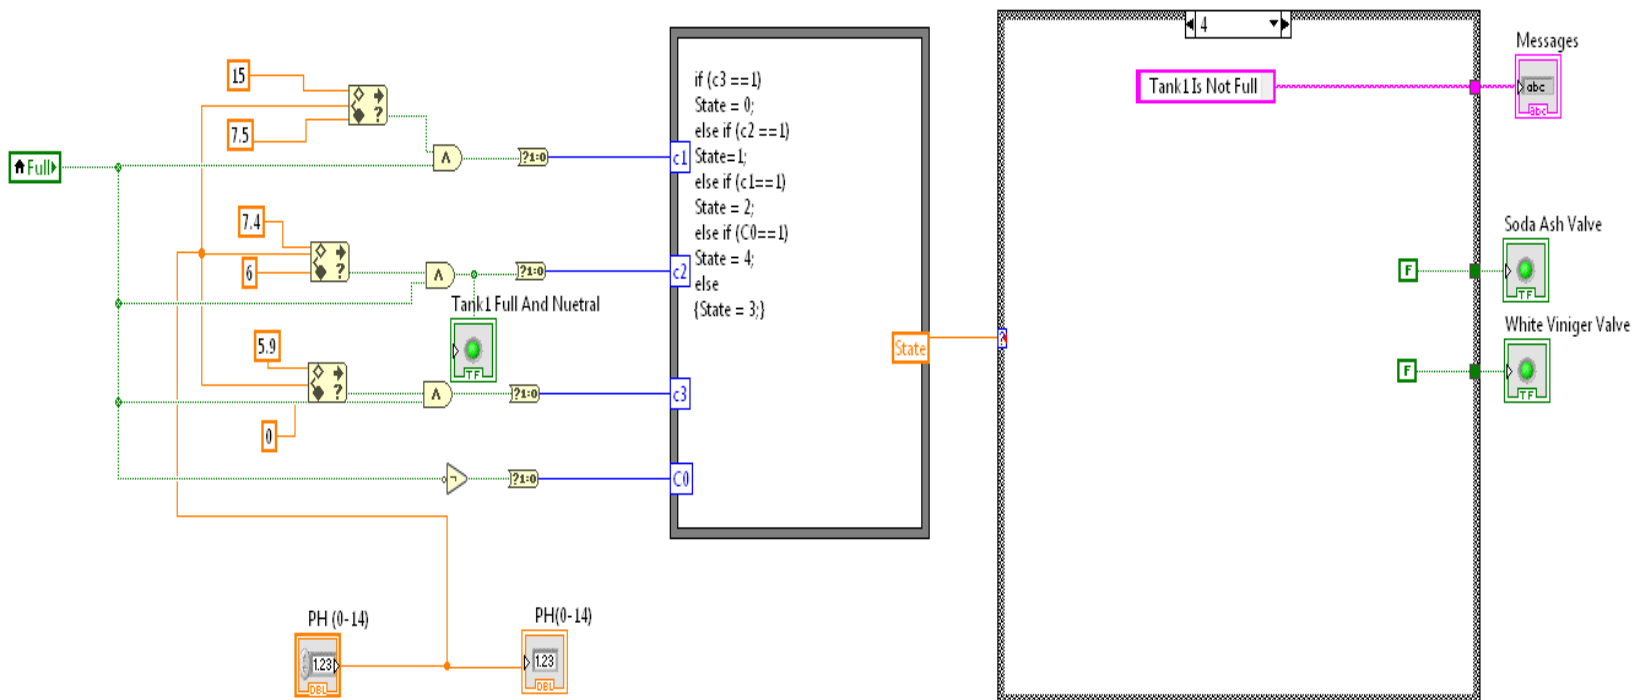 4
Messages
abc
abc
Tank1 Is Not Full
15
7.5
?
Full
Λ
?1:0
c1
if (c3 ==1)
State = 0;
else if (c2 ==1)
State=1;
else if (c1==1)
State = 2;
else if (C0==1)
State = 4;
else
{State = 3;}
7.4
6
?
Λ
?1:0
c2
Tank1 Full And Nuetral
TF
Soda Ash Valve
F
TF
White Viniger Valve
F
TF
5.9
?
0
Λ
?1:0
c3
State
?
¬
?1:0
C0
PH (0-14)
1.23
DBL
PH(0-14)
1.23
DBL